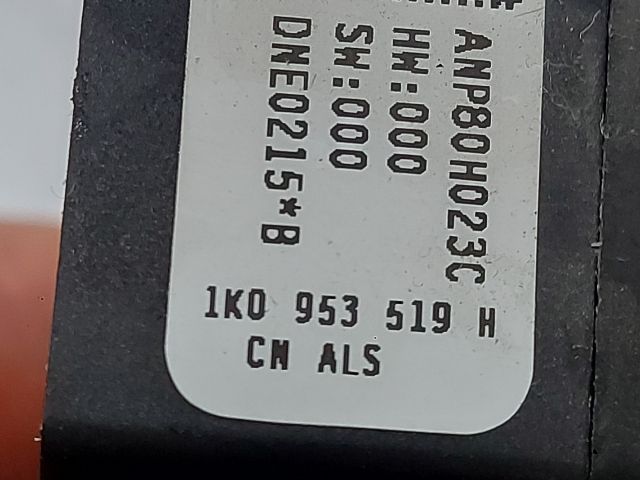 ANP80H023C
HW:000
SW:000
DNE0215*B
1K0 953 519 H
CN ALS